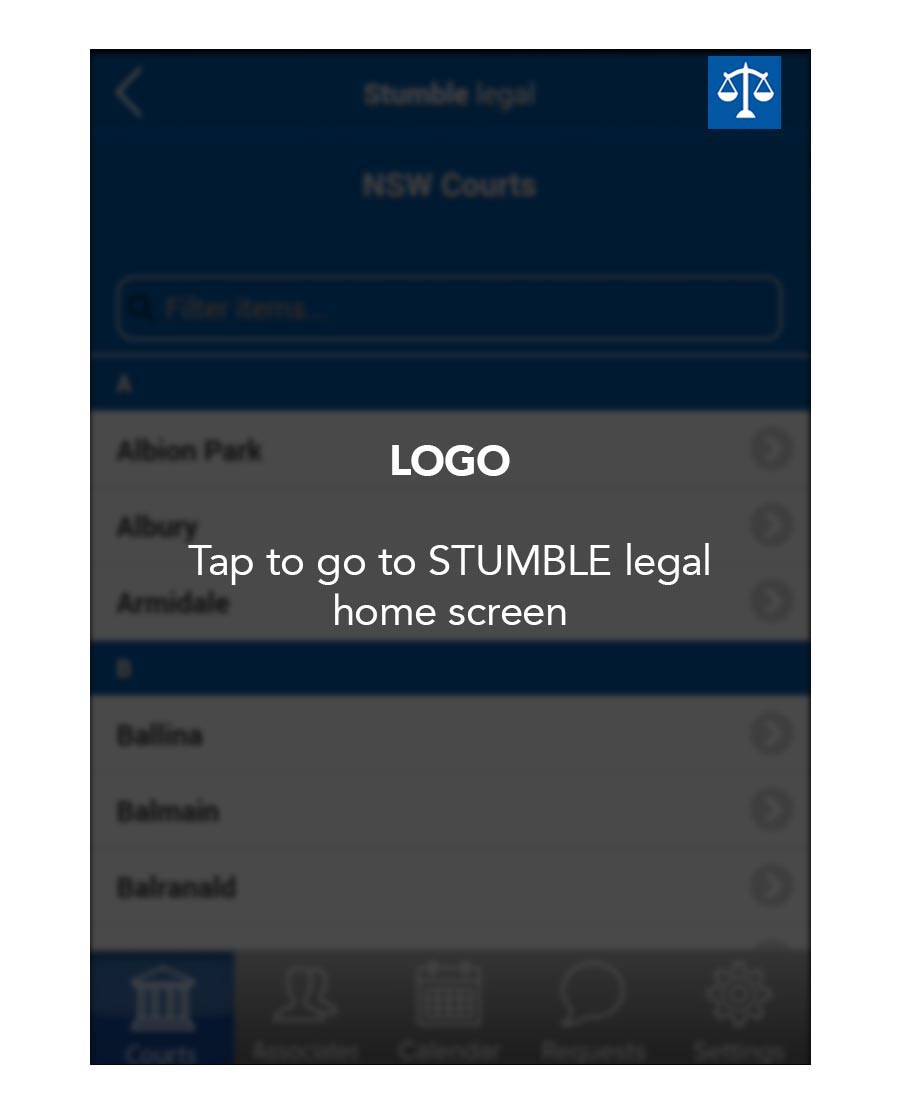 Stumble legal
NSW Courts
Filter items...
A
Albion Park
LOGO
Albury
Tap to go to STUMBLE legal
Armidale
home screen
B
Ballina
Balmain
Balranald
Courts
Associates
Calendar
Requests
Settings